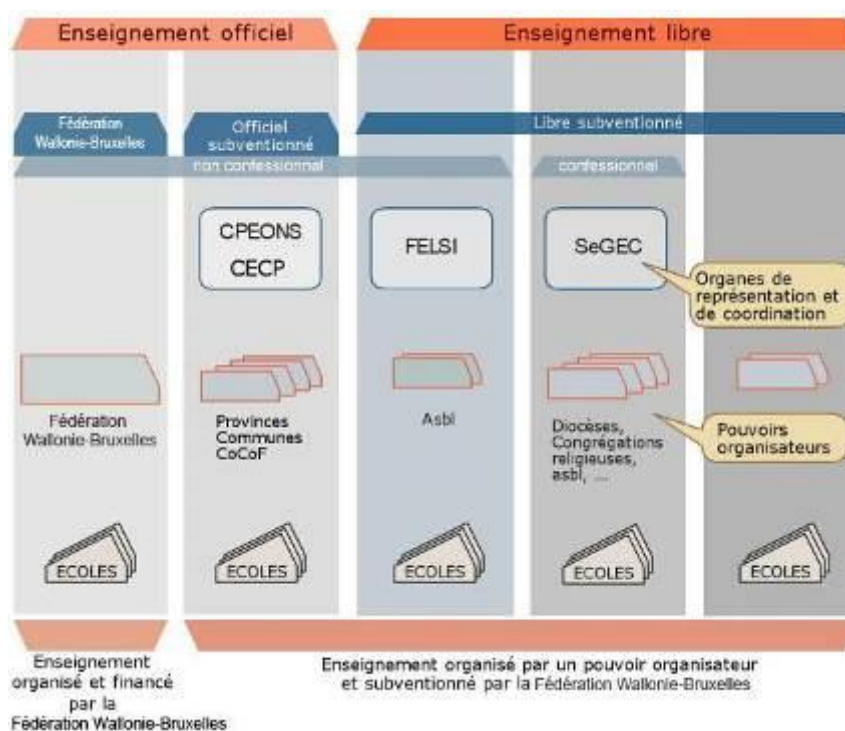 Enseignement officiel
Enseignement libre
Fédération
Wallonie-Bruxelles
Officiel
subventionné
Libre subventionné
non confessionnel
confessionnel
CPEONS
CECP
FELSI
SeGEC
Organes de
représentation et
de coordination
Fédération
Wallonie-Bruxelles
Provinces
Communes
CoCoF
Asbl
Diocèses,
Congrégations
religieuses,
asbl, ...
Pouvoirs
organisateurs
ECOLES
ECOLES
ECOLES
ECOLES
ECOLES
Enseignement
organisé et financé
par la
Fédération Wallonie-Bruxelles
Enseignement organisé par un pouvoir organisateur
et subventionné par la Fédération Wallonie-Bruxelles